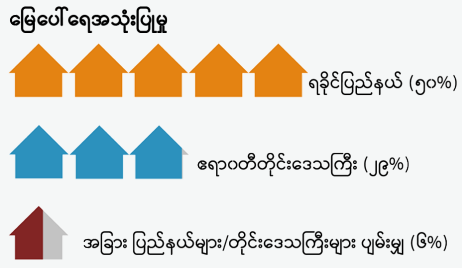 မြေပေါ်ရေအသုံးပြုမှု
ရခိုင်ပြည်နယ် (၅၀%)
ဧရာ၀တီတိုင်းဒေသကြီး (၂၉%)
အခြား ပြည်နယ်များ/တိုင်းဒေသကြီးများ ပျမ်းမျှ (၆%)